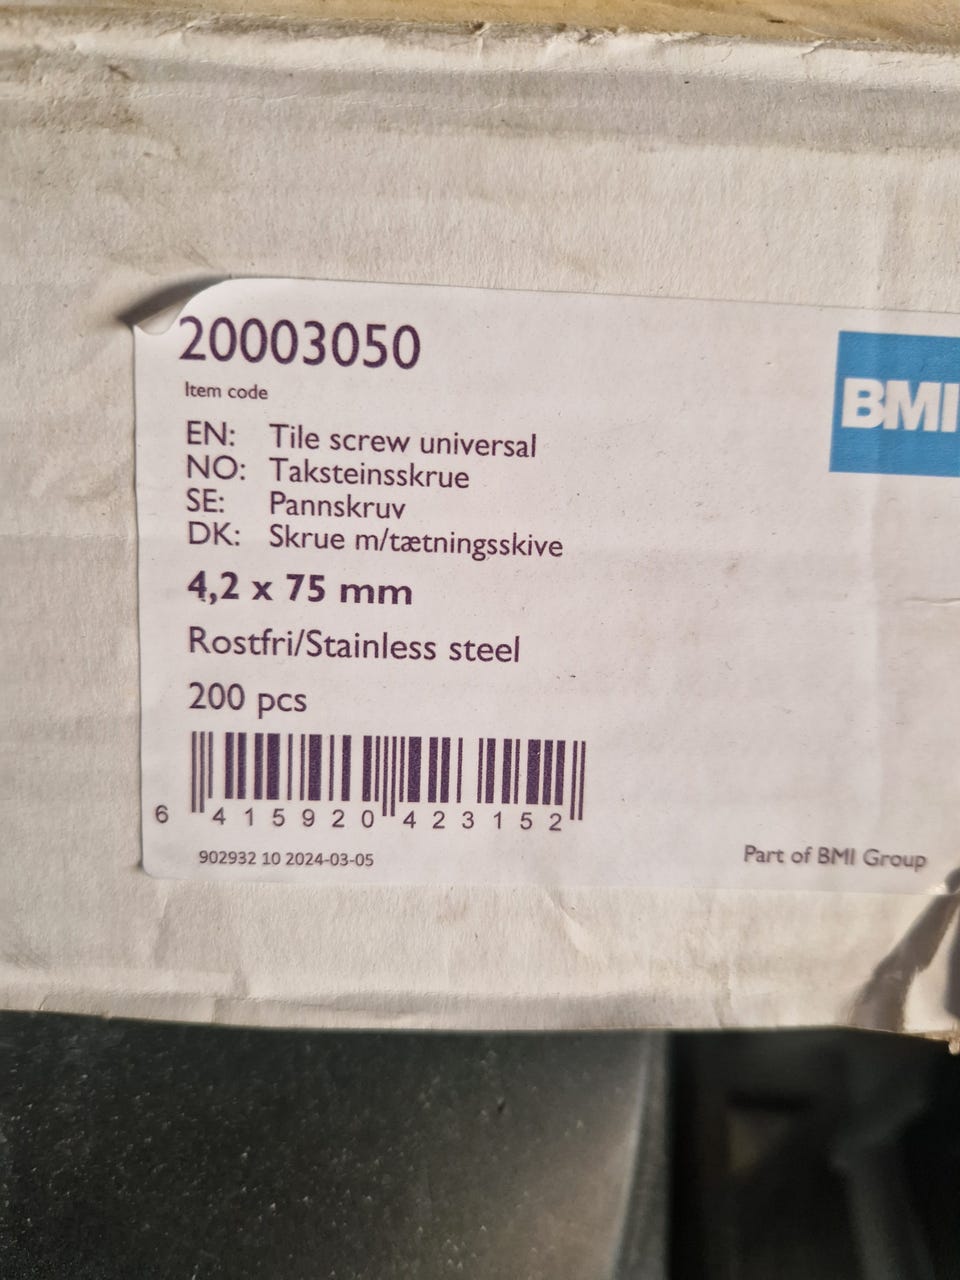 20003050
Item code
BMI
EN: Tile screw universal
NO: Taksteinsskrue
SE: Pannskruv
DK: Skrue m/tætningsskive
4,2 x 75 mm
Rostfri/Stainless steel
200 pcs
6 415920 423152
902932 10 2024-03-05
Part of BMI Group